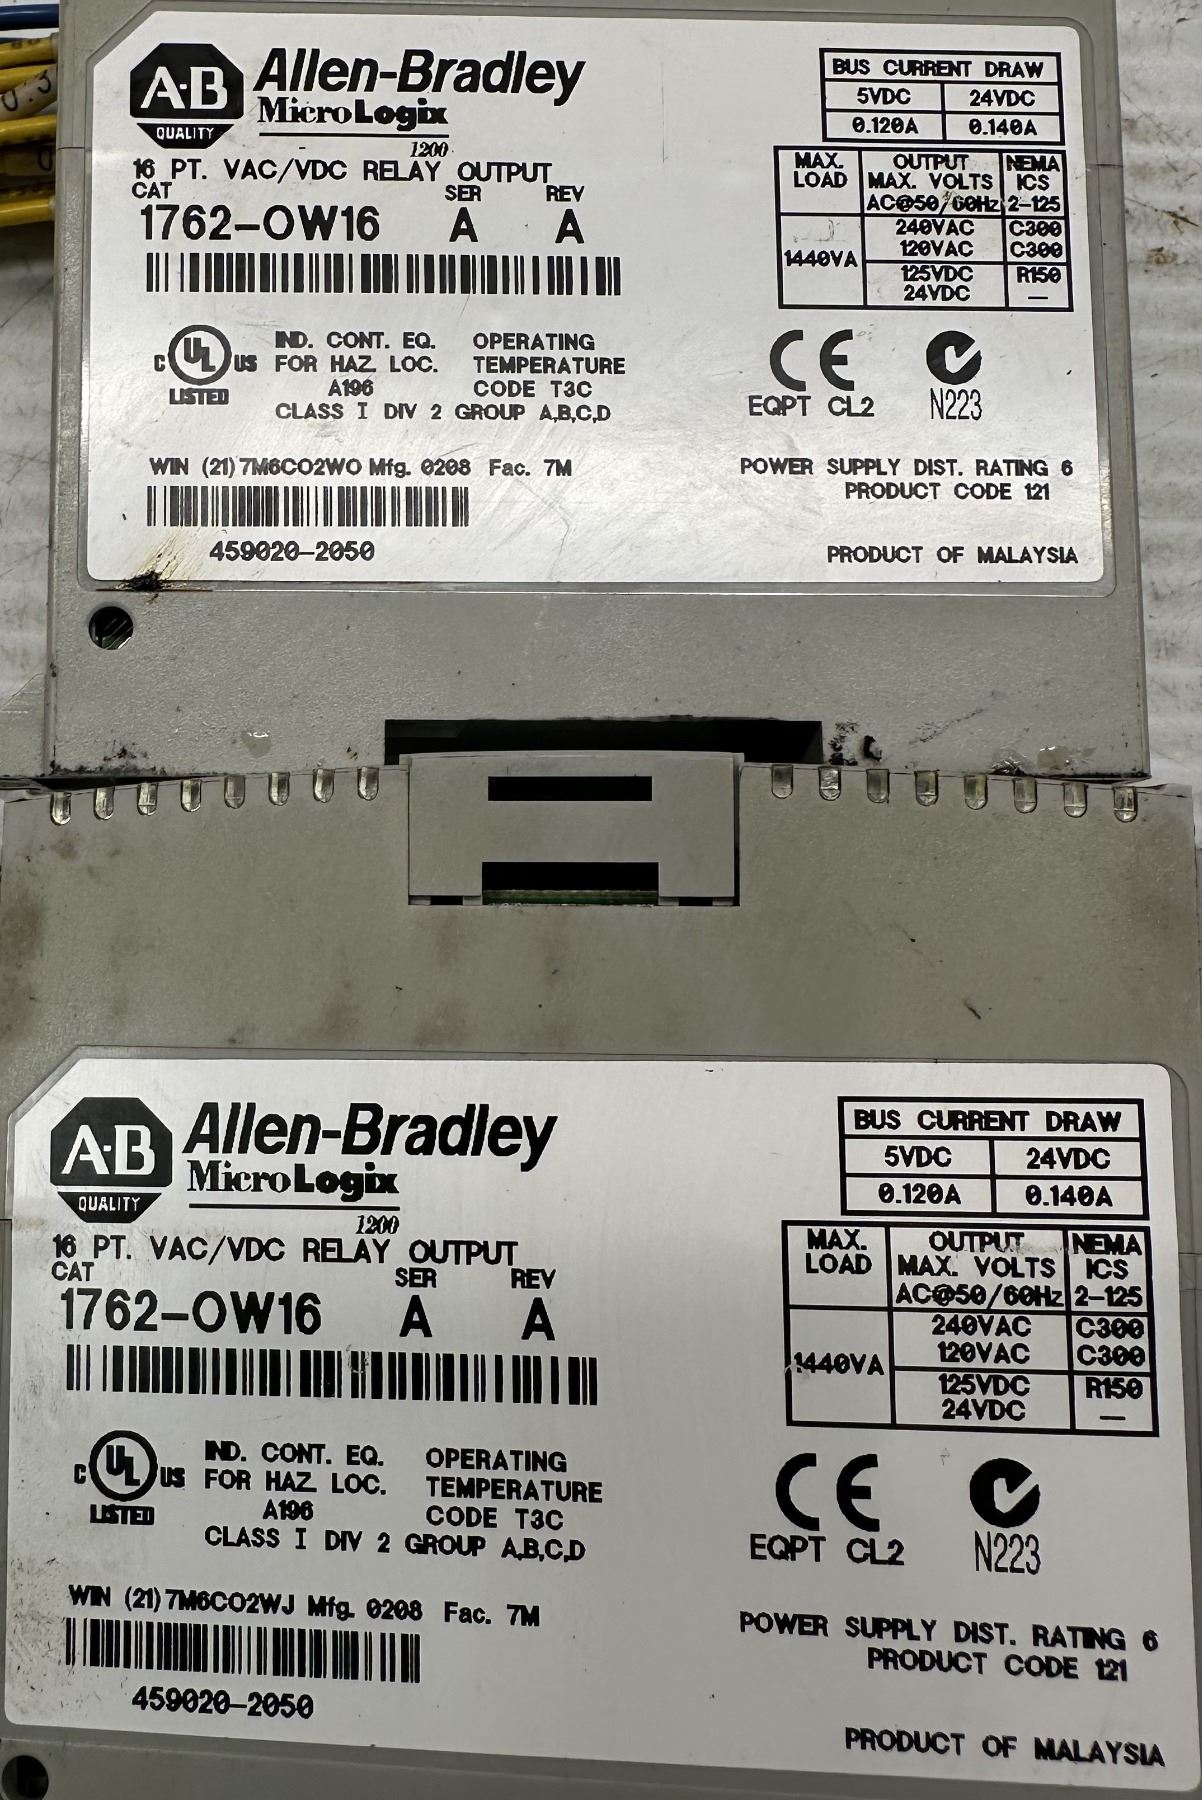 Allen-Bradley
A·B
QUALITY
MicroLogix
1200
16 PT. VAC/VDC RELAY OUTPUT
CAT SER REV
1762-OW16 A A
BUS CURRENT DRAW
5VDC 24VDC
0.120A 0.140A
MAX. LOAD OUTPUT MAX. VOLTS AC@50/60Hz NEMA ICS 2-125
1440VA
240VAC C300
120VAC C300
125VDC R150
24VDC —
C UL US
LISTED
IND. CONT. EQ.
FOR HAZ. LOC.
A196
OPERATING
TEMPERATURE
CODE T3C
CLASS I DIV 2 GROUP A,B,C,D
CE
EQPT CL2
N223
WIN (21) 7M6CO2WO Mfg. 0208 Fac. 7M
459020-2050
POWER SUPPLY DIST. RATING 6
PRODUCT CODE 121
PRODUCT OF MALAYSIA
Allen-Bradley
A·B
QUALITY
MicroLogix
1200
16 PT. VAC/VDC RELAY OUTPUT
CAT SER REV
1762-OW16 A A
BUS CURRENT DRAW
5VDC 24VDC
0.120A 0.140A
MAX. LOAD OUTPUT MAX. VOLTS AC@50/60Hz NEMA ICS 2-125
1440VA
240VAC C300
120VAC C300
125VDC R150
24VDC —
C UL US
LISTED
IND. CONT. EQ.
FOR HAZ. LOC.
A196
OPERATING
TEMPERATURE
CODE T3C
CLASS I DIV 2 GROUP A,B,C,D
CE
EQPT CL2
N223
WIN (21) 7M6CO2WJ Mfg. 0208 Fac. 7M
459020-2050
POWER SUPPLY DIST. RATING 6
PRODUCT CODE 121
PRODUCT OF MALAYSIA